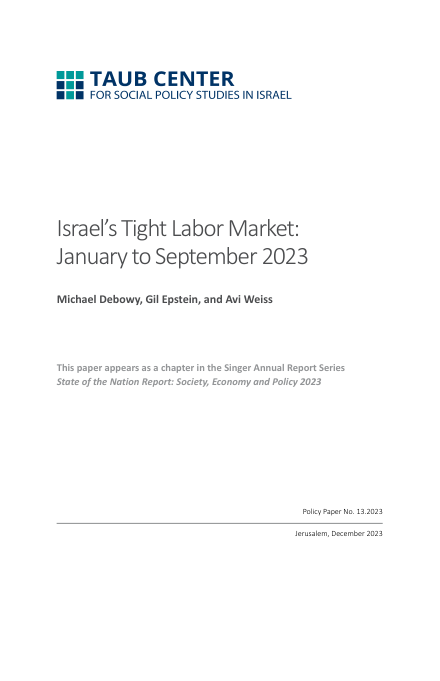 TAUB CENTER
FOR SOCIAL POLICY STUDIES IN ISRAEL
Israel's Tight Labor Market:
January to September 2023
Michael Debowy, Gil Epstein, and Avi Weiss
This paper appears as a chapter in the Singer Annual Report Series
State of the Nation Report: Society, Economy and Policy 2023
Policy Paper No. 13.2023
Jerusalem, December 2023